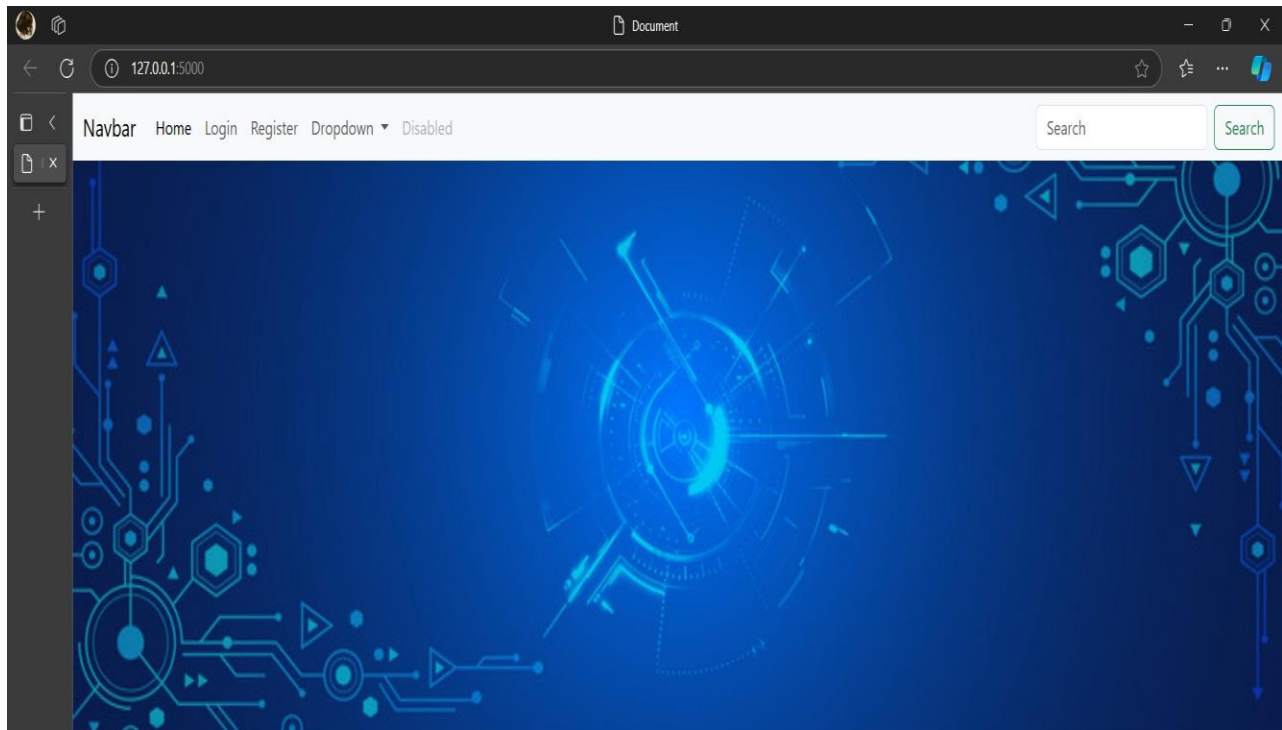 Document
127.0.0.1:5000
Navbar Home Login Register Dropdown Disabled Search Search